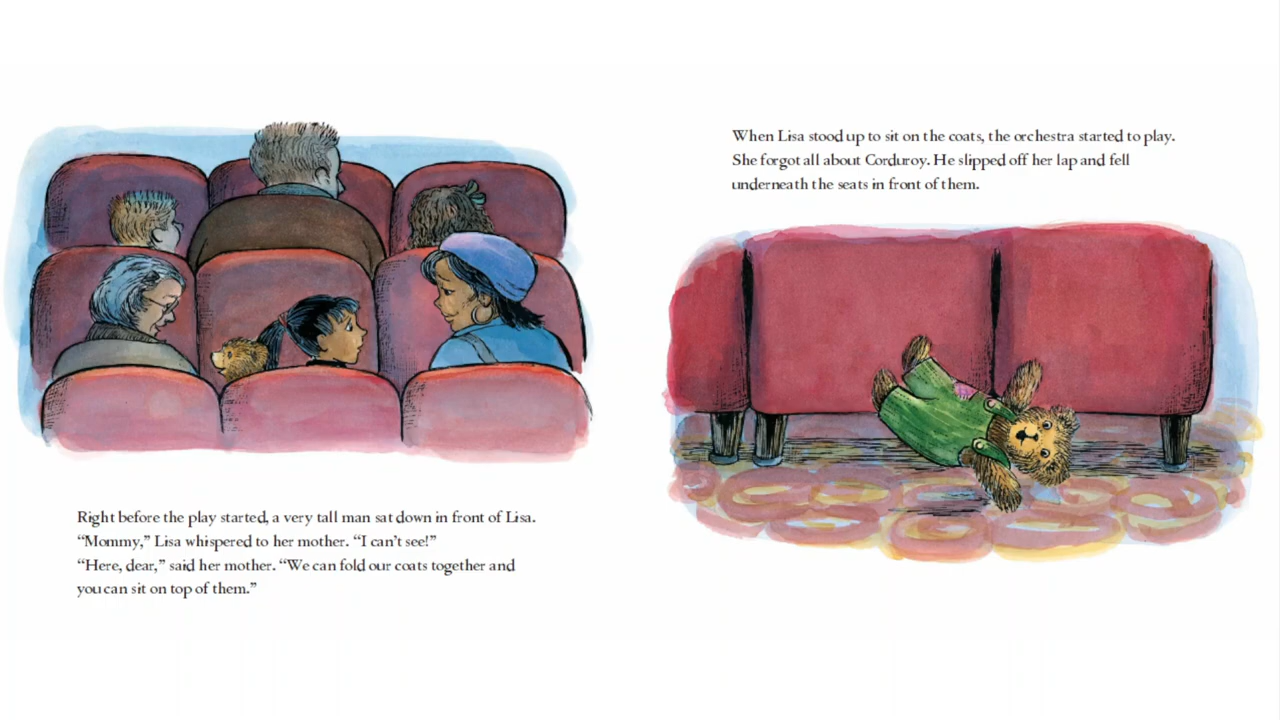 Right before the play started, a very tall man sat down in front of Lisa.
“Mommy,” Lisa whispered to her mother. “I can’t see!”
“Here, dear,” said her mother. “We can fold our coats together and
you can sit on top of them.”
When Lisa stood up to sit on the coats, the orchestra started to play.
She forgot all about Corduroy. He slipped off her lap and fell
underneath the seats in front of them.